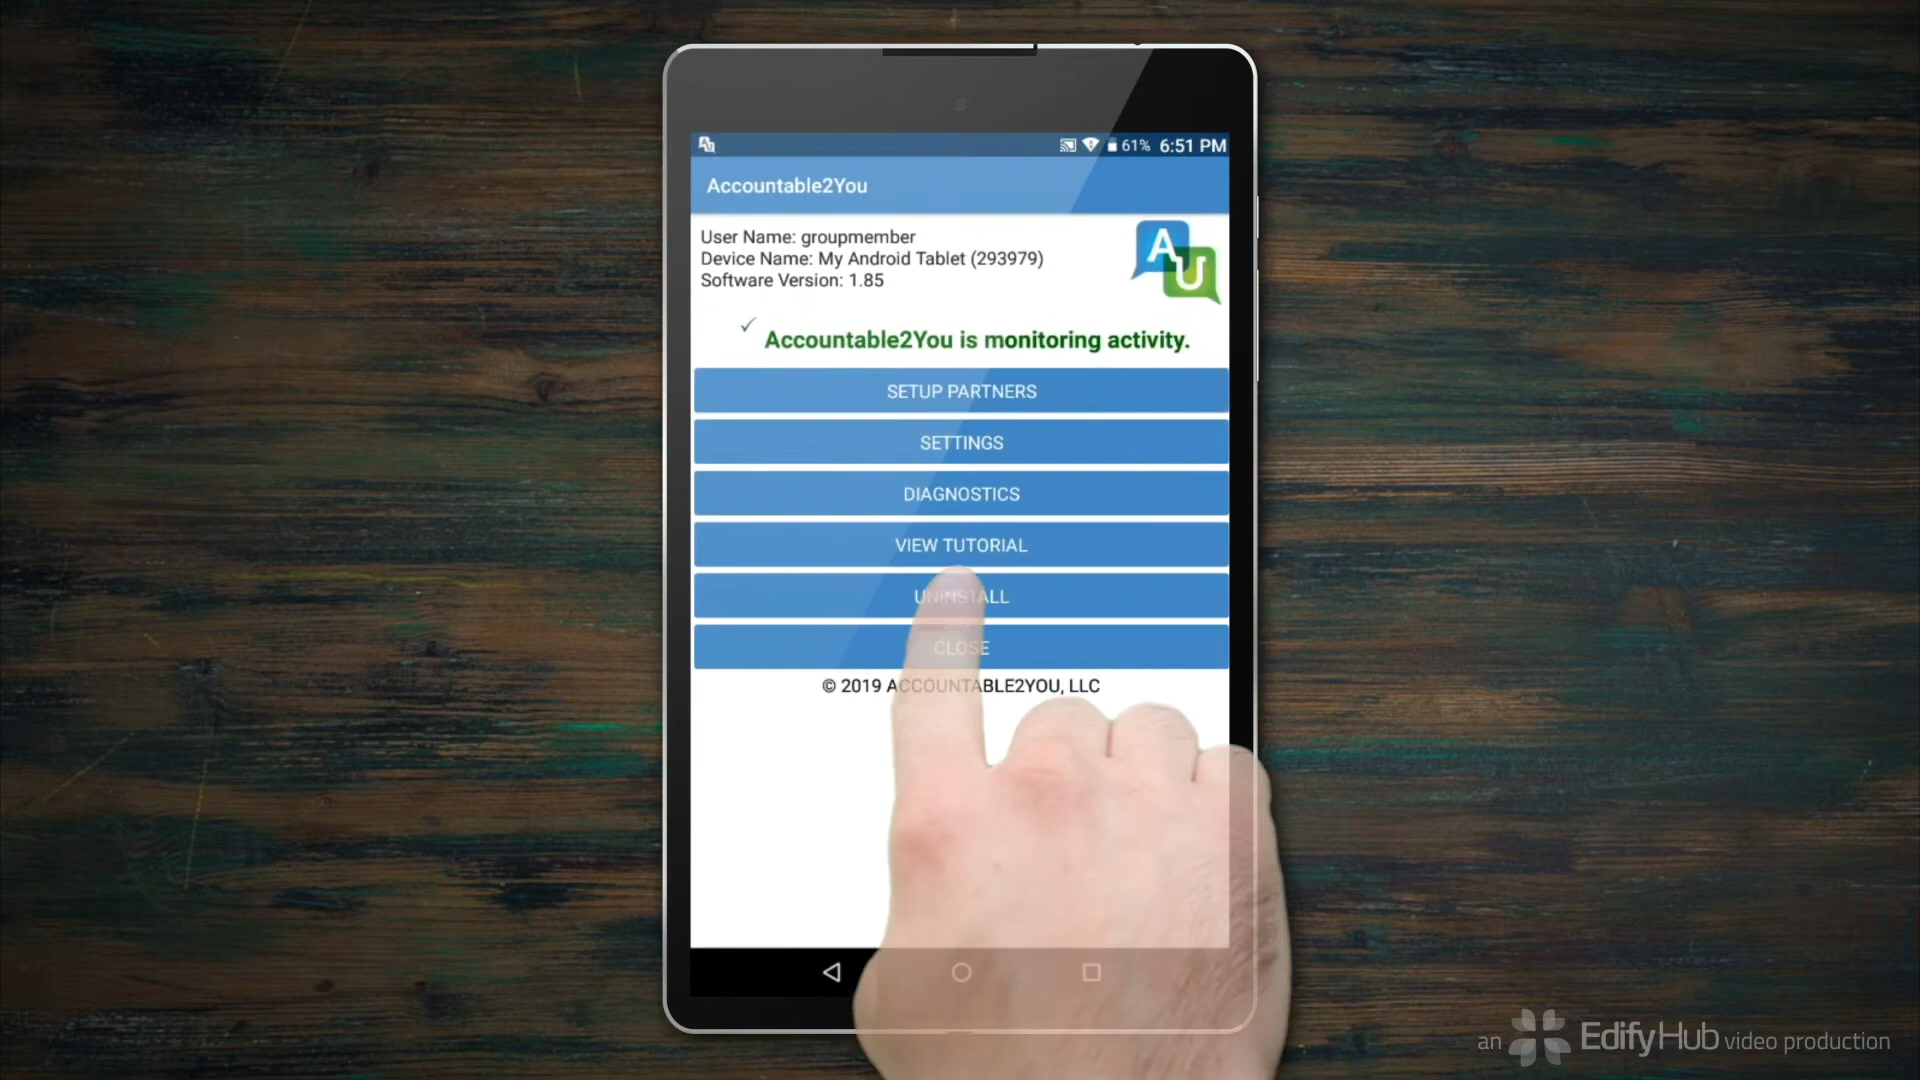 61% 6:51 PM
Accountable2You
User Name: groupmember
Device Name: My Android Tablet (293979)
Software Version: 1.85
AU
Accountable2You is monitoring activity.
SETUP PARTNERS
SETTINGS
DIAGNOSTICS
VIEW TUTORIAL
UNINSTALL
CLOSE
© 2019 ACCOUNTABLE2YOU, LLC
an EdifyHub video production